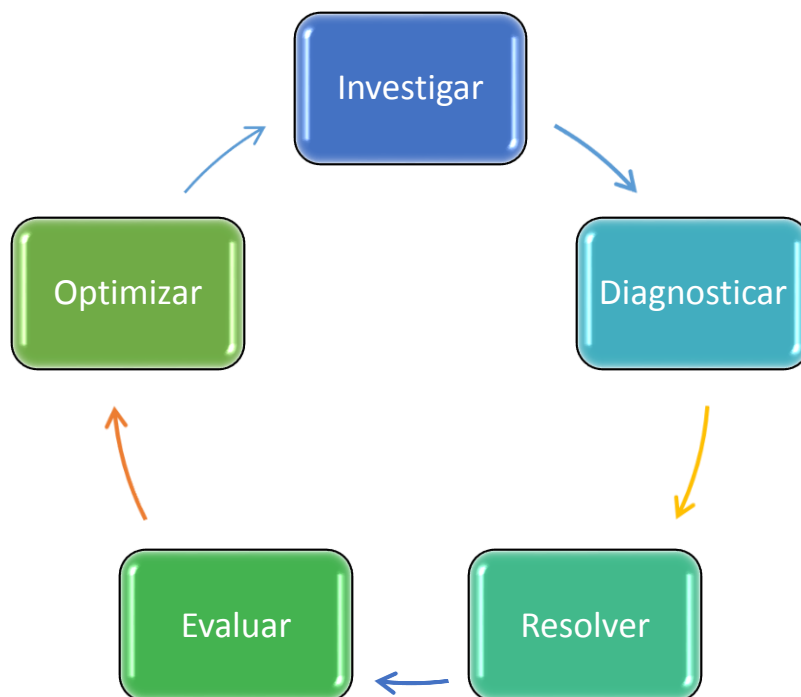 Investigar
Diagnosticar
Resolver
Evaluar
Optimizar